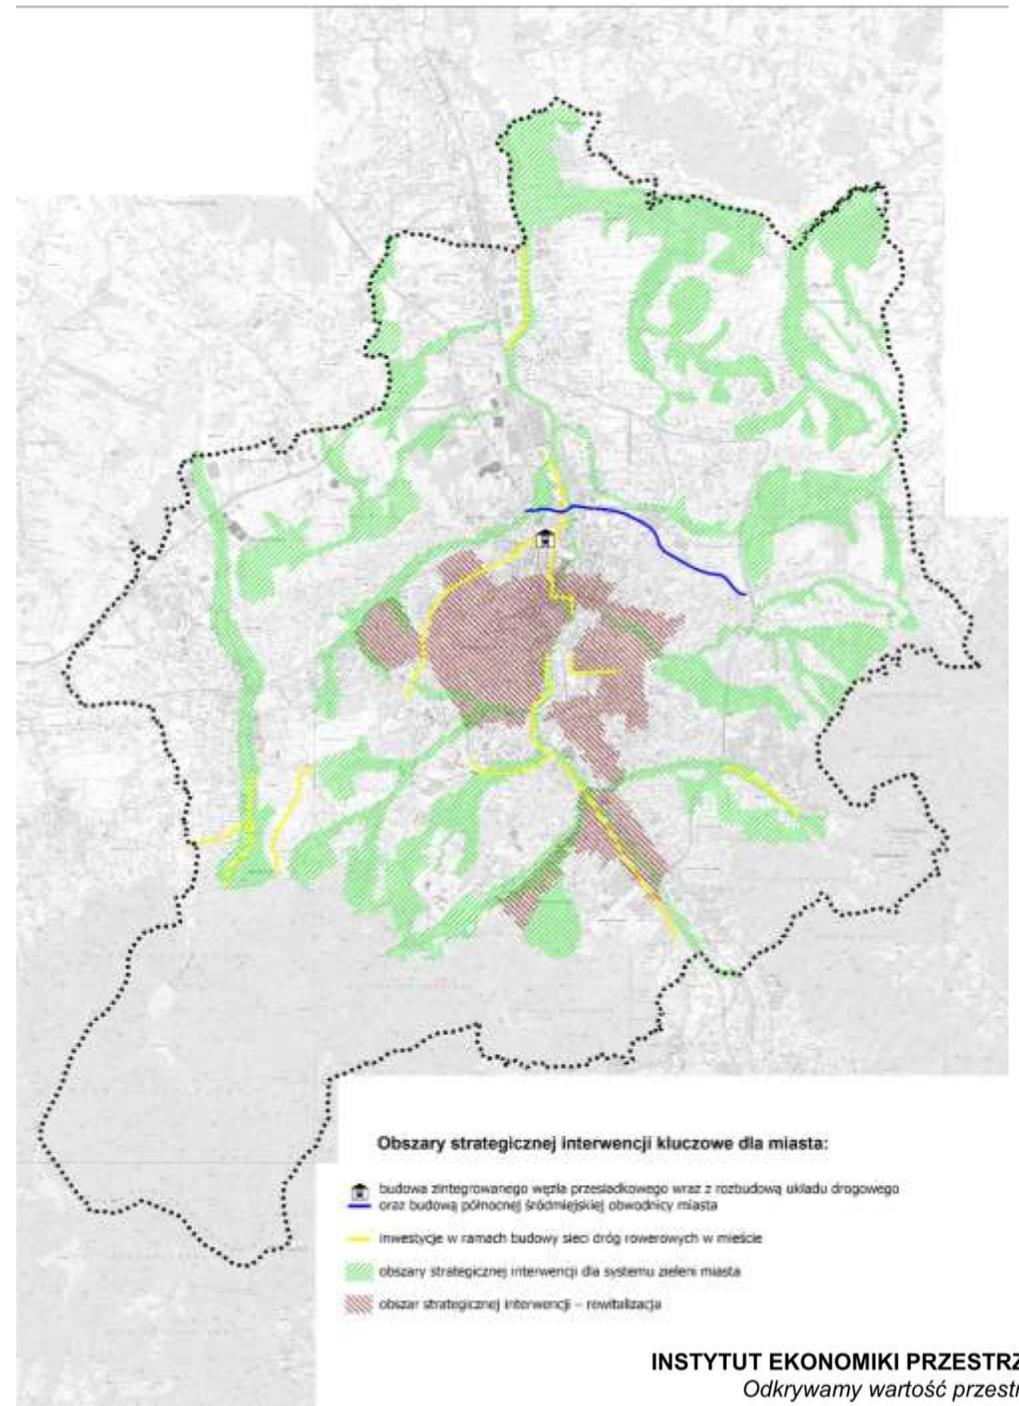 Obszary strategicznej interwencji kluczowe dla miasta:
budowa zintegrowanego węzła przesiadkowego wraz z rozbudową układu drogowego
oraz budową północnej śródmiejskiej obwodnicy miasta
inwestycje w ramach budowy sieci dróg rowerowych w mieście
obszary strategicznej interwencji dla systemu zieleni miasta
obszar strategicznej interwencji – rewitalizacja
INSTYTUT EKONOMIKI PRZESTRZ
Odkrywamy wartość przestr